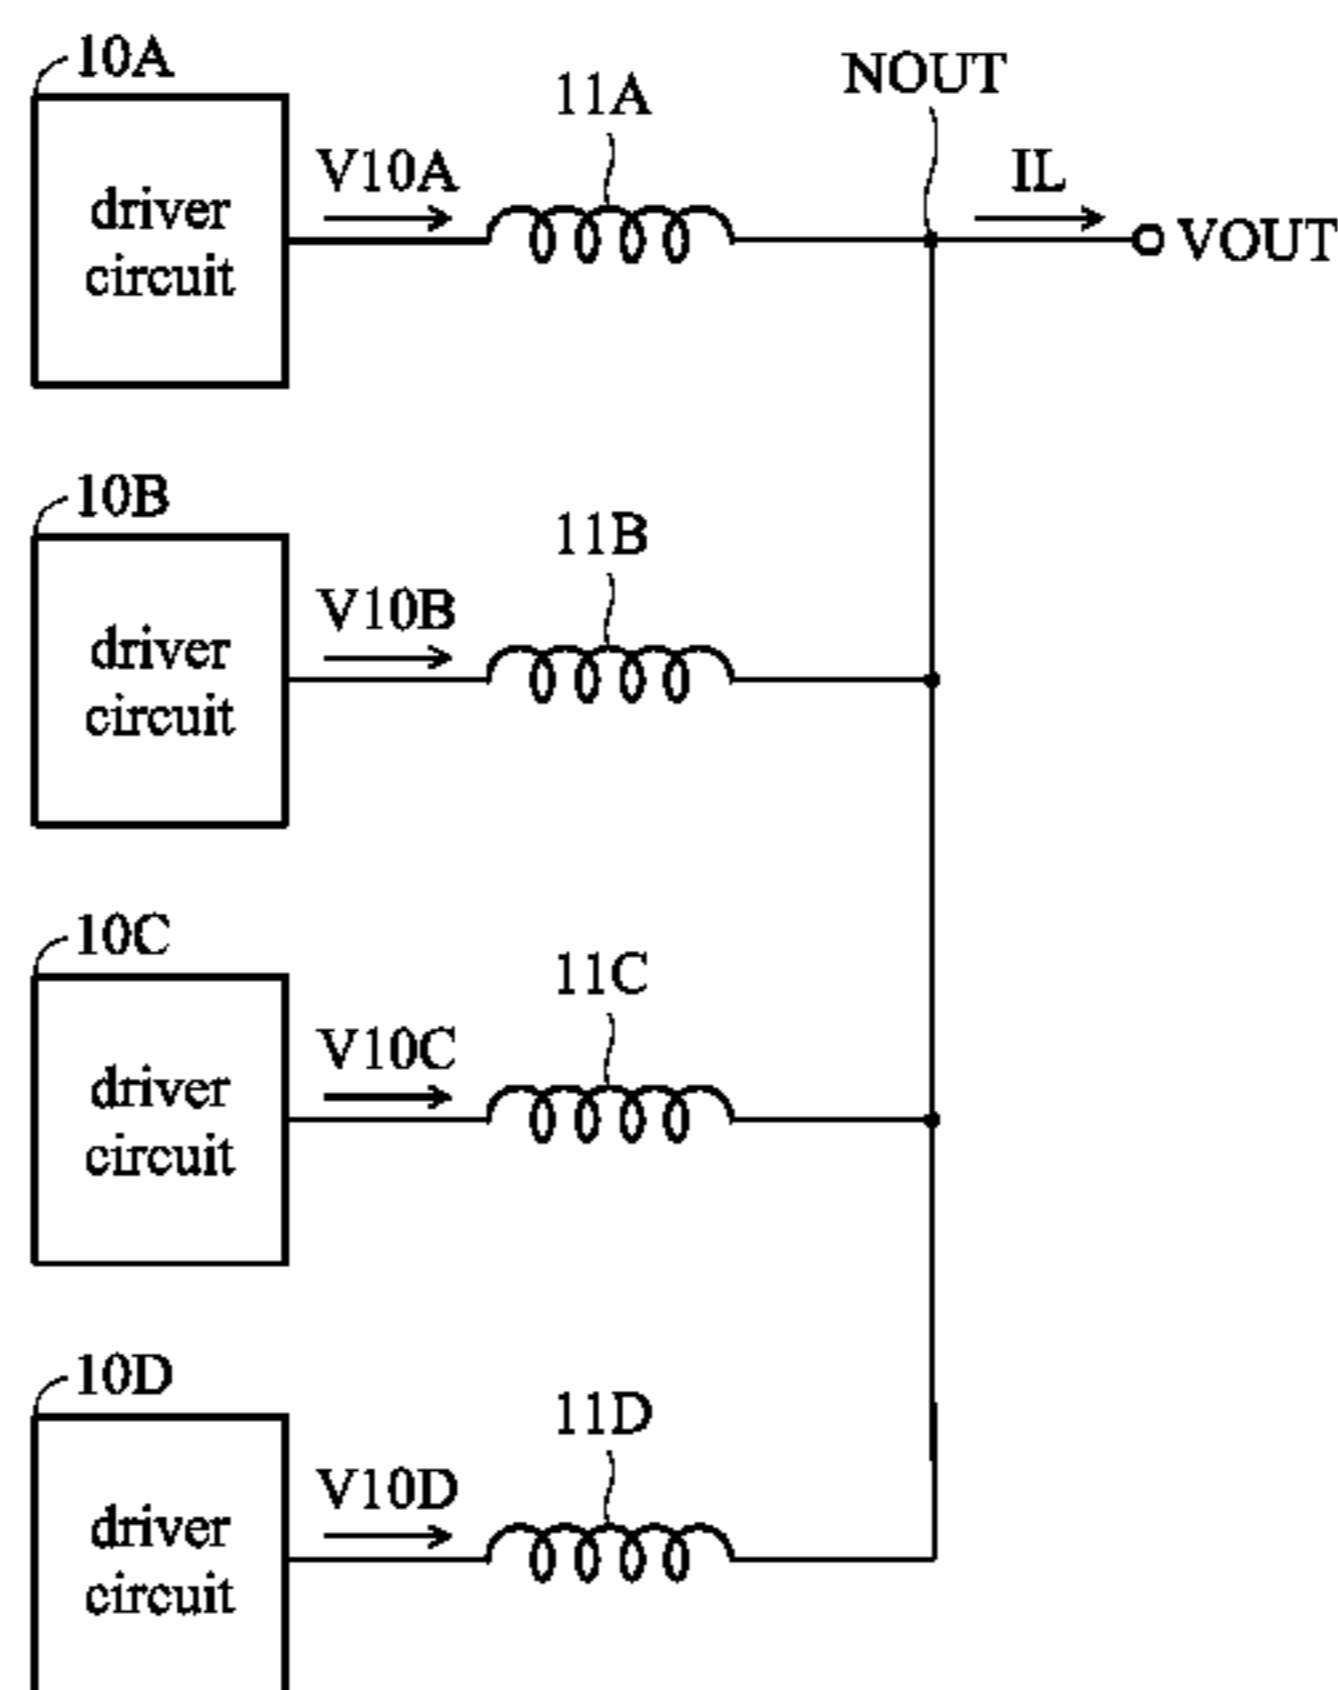 10A
11A
NOUT
V10A
IL
driver
circuit
VOUT
10B
11B
V10B
driver
circuit
10C
11C
V10C
driver
circuit
10D
11D
V10D
driver
circuit